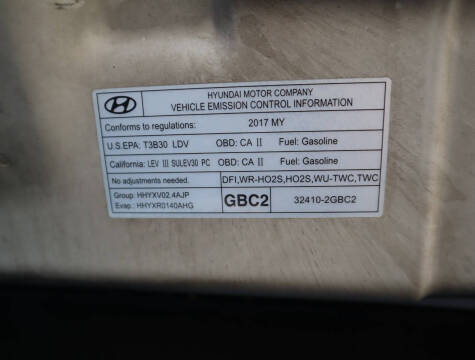 HYUNDAI MOTOR COMPANY
VEHICLE EMISSION CONTROL INFORMATION
Conforms to regulations: 2017 MY
U.S.EPA: T3B30 LDV OBD: CA II Fuel: Gasoline
California: LEV III SULEV30 PC OBD: CA II Fuel: Gasoline
No adjustments needed. DFI,WR-HO2S,HO2S,WU-TWC,TWC
Group: HHYXV02.4AJP
Evap.: HHYXR0140AHG
GBC2 32410-2GBC2